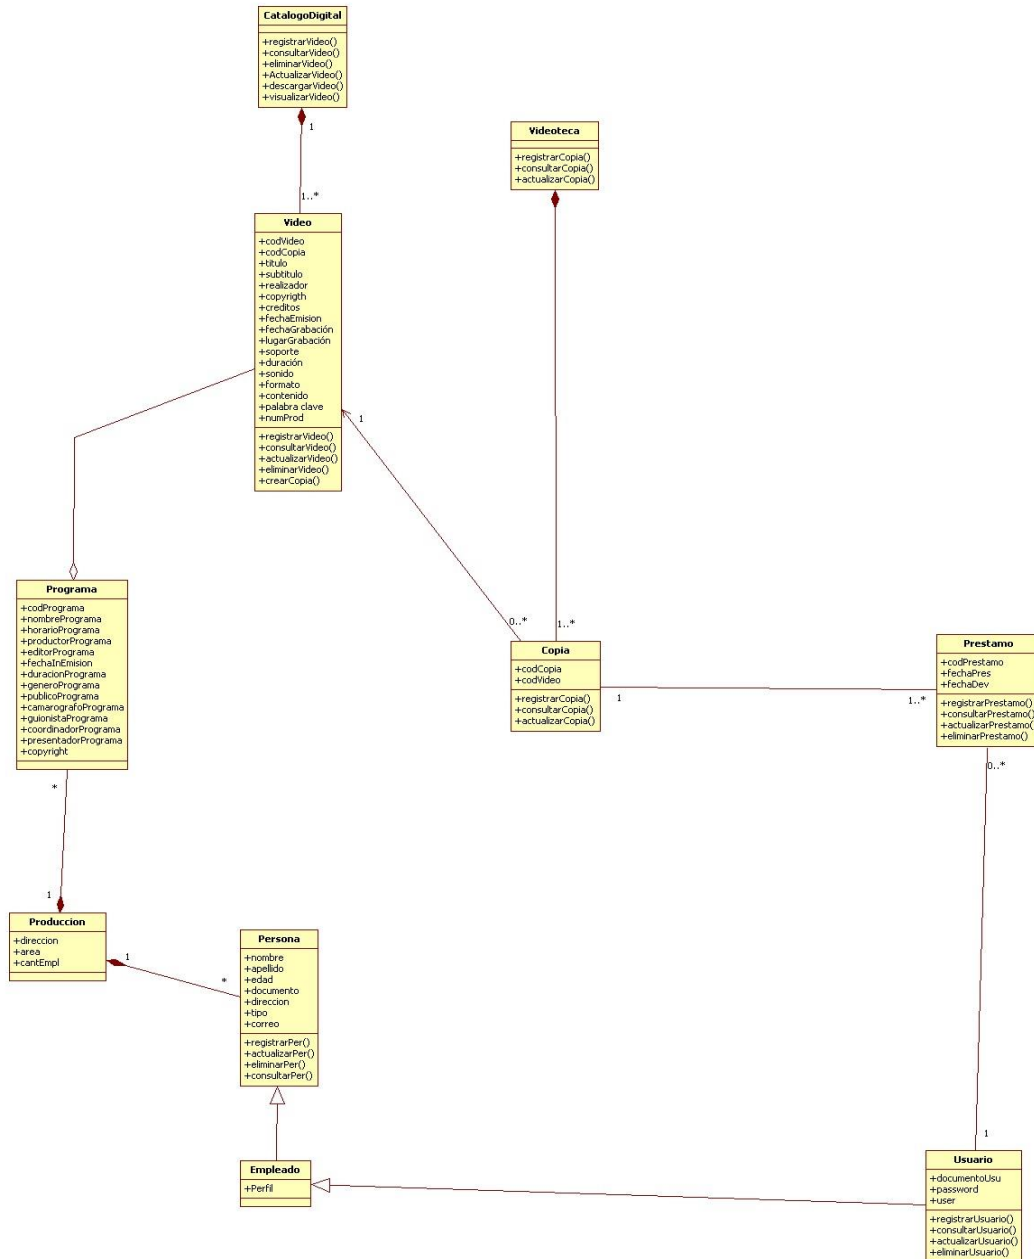 CatalogoDigital
+registrarVideo()
+consultarVideo()
+eliminarVideo()
+ActualizarVideo()
+descargarVideo()
+visualizarVideo()
1
1..*
Videoteca
+registrarCopia()
+consultarCopia()
+actualizarCopia()
Video
+codVideo
+codCopia
+titulo
+subtitulo
+realizador
+copyrigth
+creditos
+fechaEmision
+fechaGrabación
+lugarGrabación
+soporte
+duración
+sonido
+formato
+contenido
+palabra clave
+numProd
+registrarVideo()
+consultarVideo()
+actualizarVideo()
+eliminarVideo()
+crearCopia()
1
0..*
1..*
Programa
+codPrograma
+nombrePrograma
+horarioPrograma
+productorPrograma
+editorPrograma
+fechaInEmision
+duracionPrograma
+generoPrograma
+publicoPrograma
+camarografoPrograma
+guionistaPrograma
+coordinadorPrograma
+presentadorPrograma
+copyright
*
1
Copia
+codCopia
+codVideo
+registrarCopia()
+consultarCopia()
+actualizarCopia()
1
1..*
Prestamo
+codPrestamo
+fechaPres
+fechaDev
+registrarPrestamo()
+consultarPrestamo()
+actualizarPrestamo()
+eliminarPrestamo()
0..*
1
Produccion
+direccion
+area
+cantEmpl
1
*
Persona
+nombre
+apellido
+edad
+documento
+direccion
+tipo
+correo
+registrarPer()
+actualizarPer()
+eliminarPer()
+consultarPer()
Empleado
+Perfil
Usuario
+documentoUsu
+password
+user
+registrarUsuario()
+consultarUsuario()
+actualizarUsuario()
+eliminarUsuario()